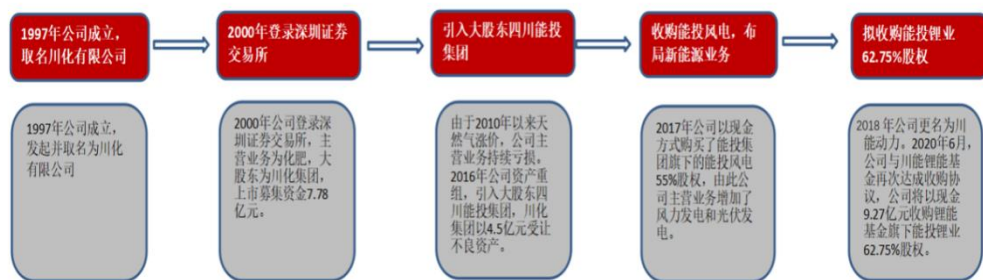 1997年公司成立,
取名川化有限公司
2000年登录深圳证券
交易所
引入大股东四川能投
集团
收购能投风电,布
局新能源业务
拟收购能投锂业
62.75%股权
1997年公司成立,
发起并取名为川化
有限公司
2000年公司登录深
圳证券交易所,主
营业务为化肥,大
股东为川化集团,
上市募集资金7.78
亿元。
由于2010年以来天
然气涨价,公司主
营业务持续亏损。
2016年公司资产重
组,引入大股东四
川能投集团,川化
集团以4.5亿元受让
不良资产。
2017年公司以现金
方式购买了能投集
团旗下的能投风电
55%股权,由此公
司主营业务增加了
风力发电和光伏发
电。
2018 年公司更名为川
能动力。2020年6月,
公司与川能锂能基
金再次达成收购协
议,公司将以现金
9.27亿元收购锂能
基金旗下能投锂业
62.75%股权。